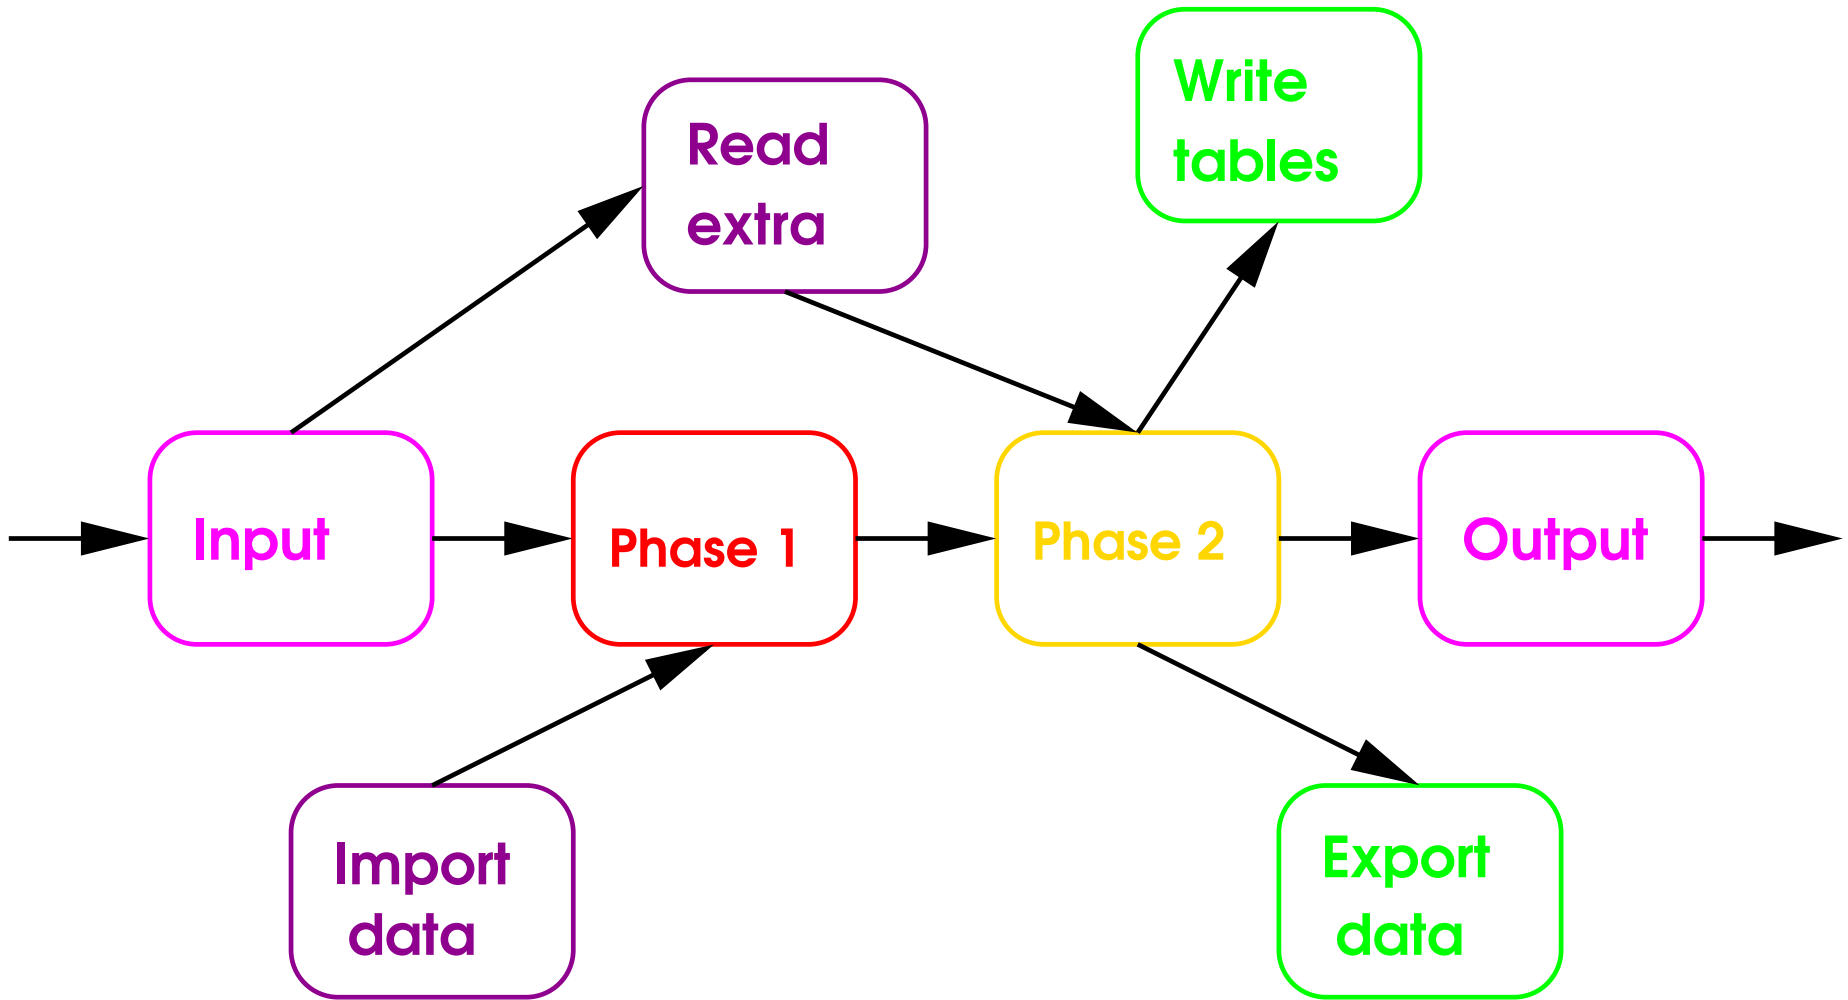 Write
tables
Read
extra
Input
Phase 1
Phase 2
Output
Import
data
Export
data